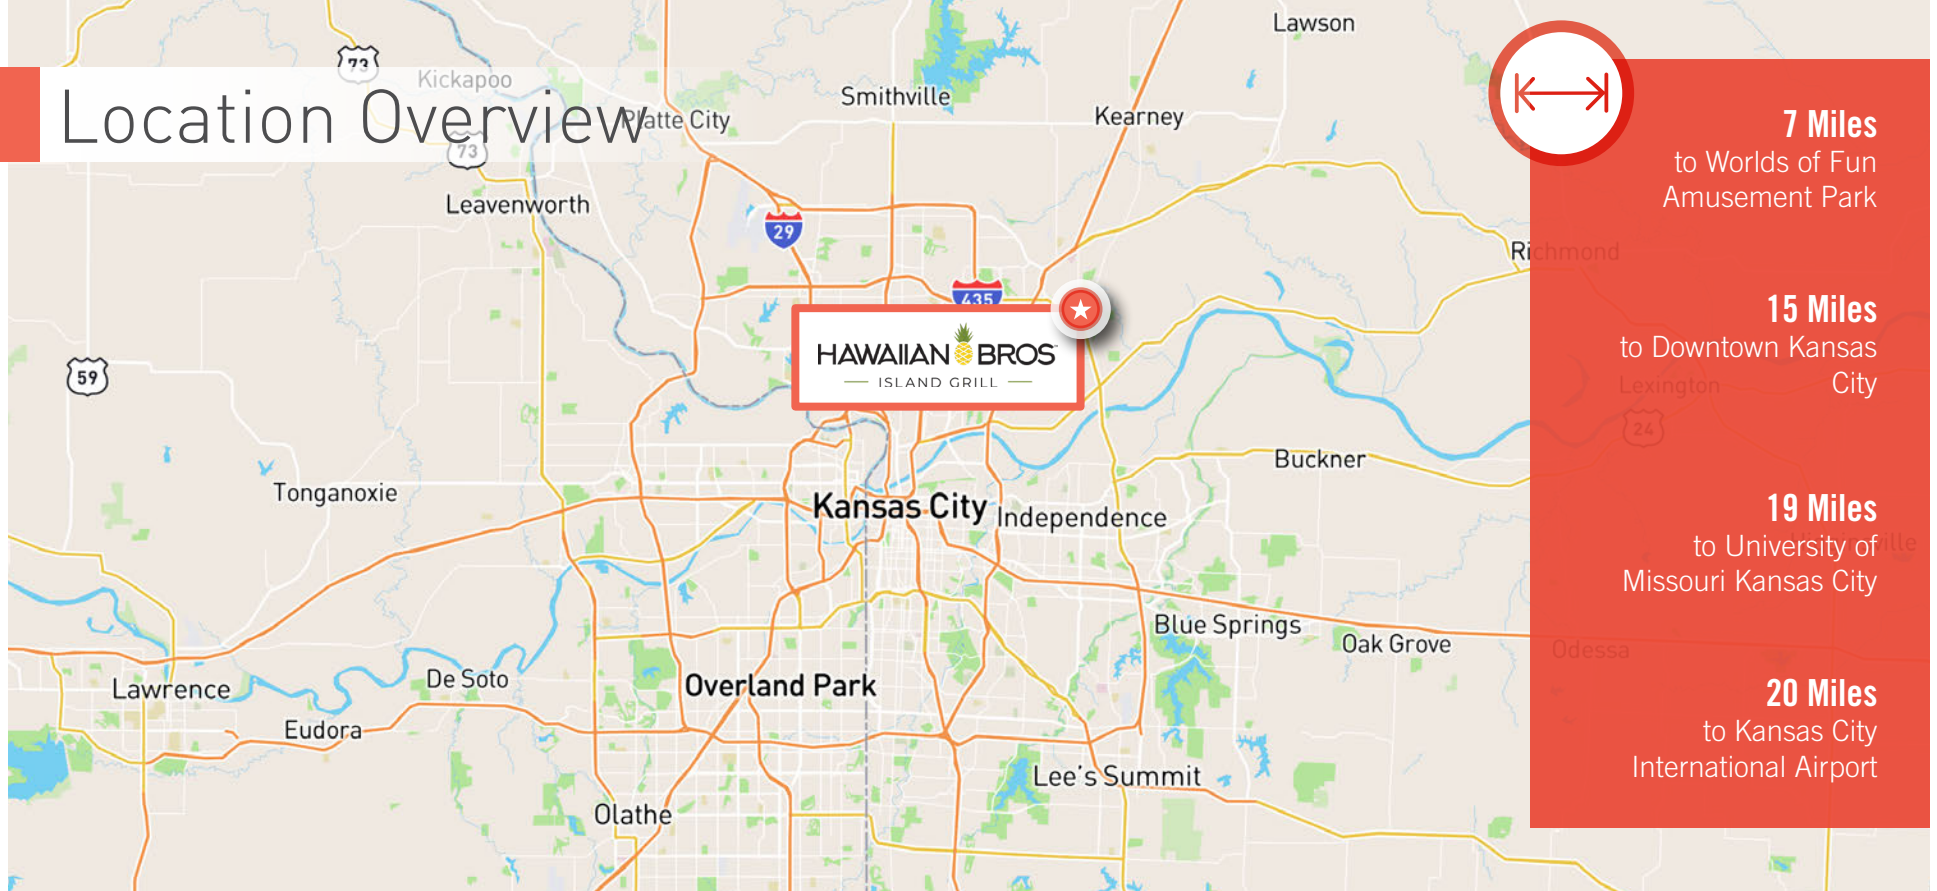 Location Overview
Lawson
73
Kickapoo
Smithville
Platte City
Kearney
73
Leavenworth
29
Richmond
435
HAWAIIAN BROS
ISLAND GRILL
59
Lexington
24
Buckner
Tonganoxie
Kansas City
Independence
Blue Springs
Oak Grove
Odessa
De Soto
Overland Park
Lawrence
Eudora
Lee's Summit
Olathe
7 Miles
to Worlds of Fun
Amusement Park
15 Miles
to Downtown Kansas
City
19 Miles
to University of
Missouri Kansas City
20 Miles
to Kansas City
International Airport